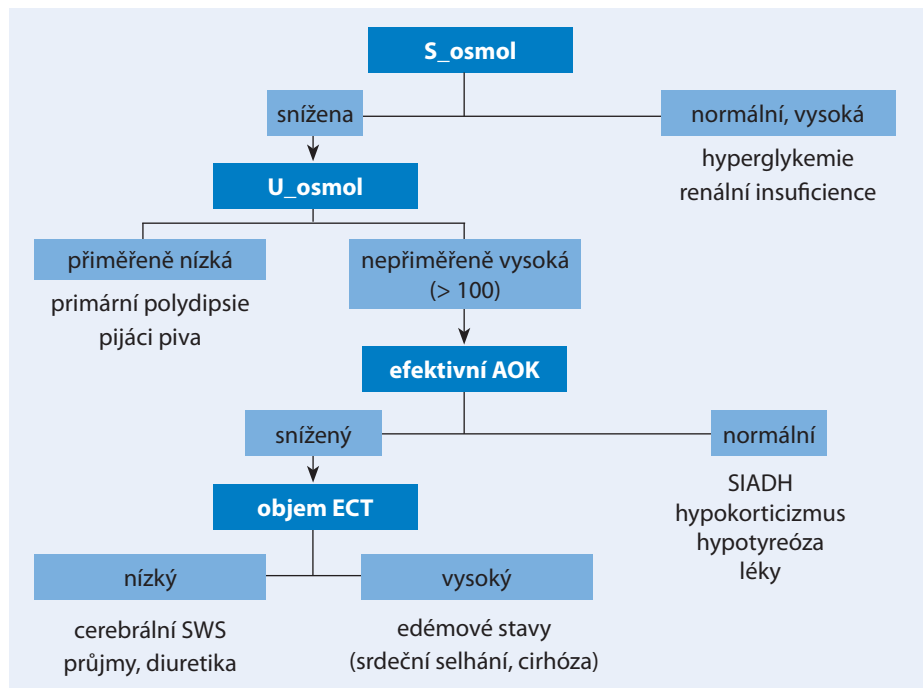 S_osmol
snížena
normální, vysoká
hyperglykemie
renální insuficience
U_osmol
přiměřeně nízká
primární polydipsie
pijáci piva
nepřiměřeně vysoká
(> 100)
efektivní AOK
snížený
normální
SIADH
hypokorticizmus
hypotyreóza
léky
objem ECT
nízký
cerebrální SWS
průjmy, diuretika
vysoký
edémové stavy
(srdeční selhání, cirhóza)